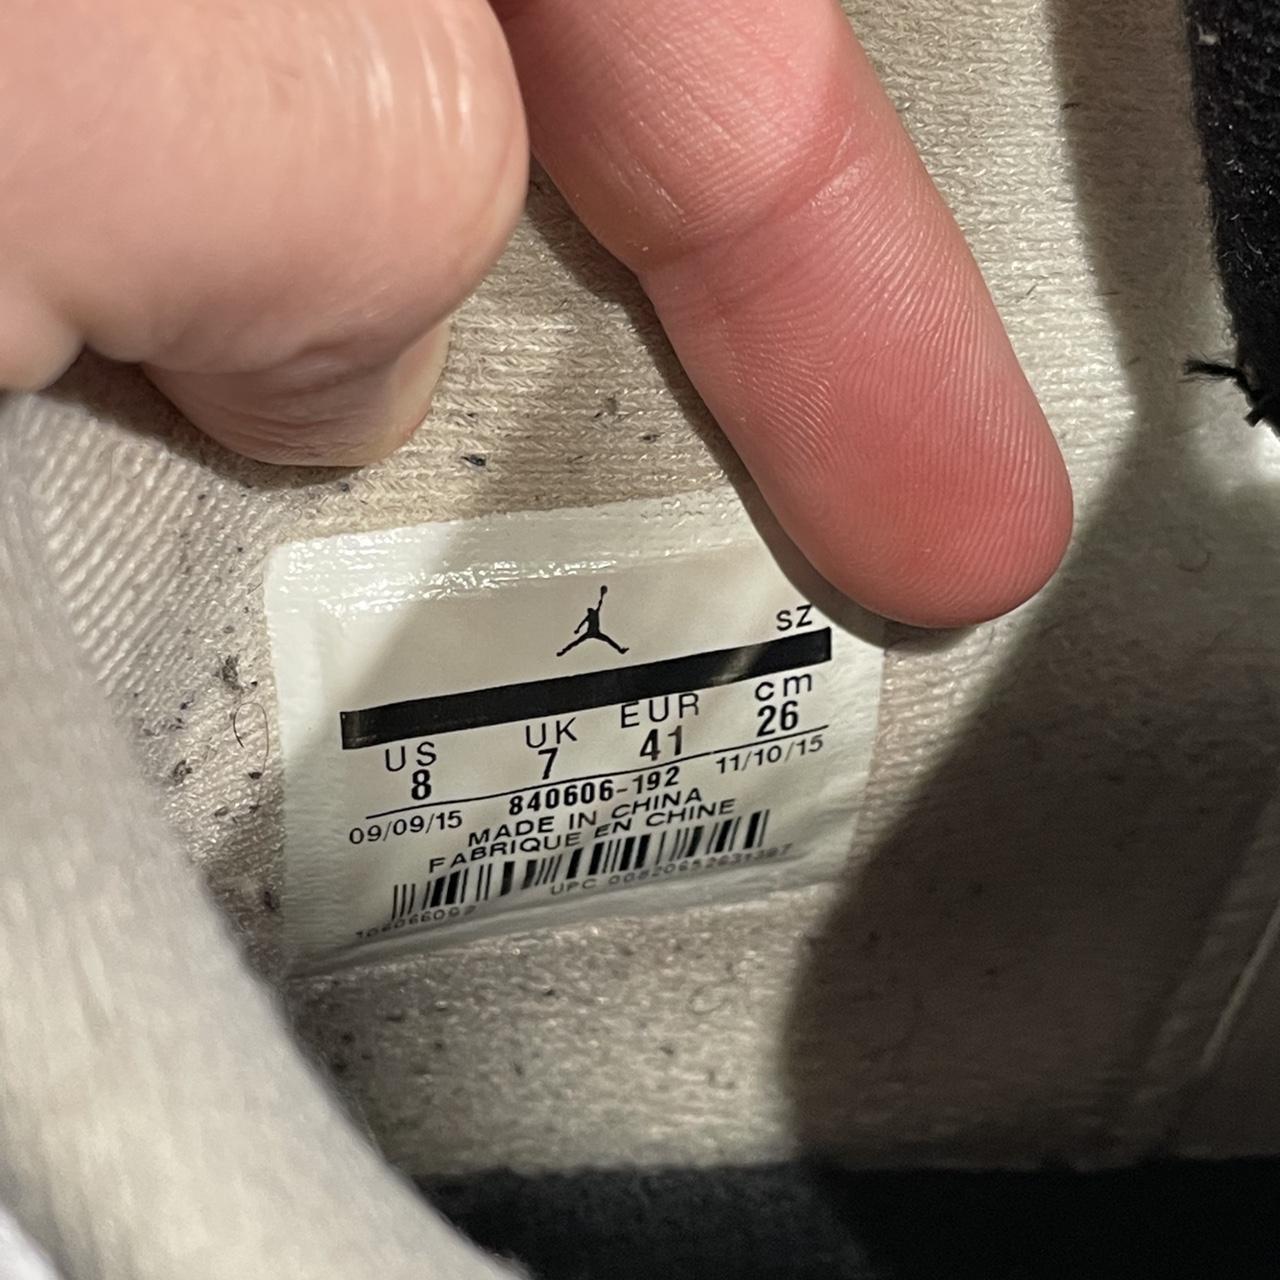 SZ
US UK EUR cm
8 7 41 26
09/09/15 840606-192 11/10/15
MADE IN CHINA
FABRIQUE EN CHINE
UPC